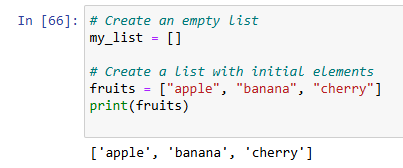 In [66]: # Create an empty list
my_list = []
# Create a list with initial elements
fruits = ["apple", "banana", "cherry"]
print(fruits)
['apple', 'banana', 'cherry']